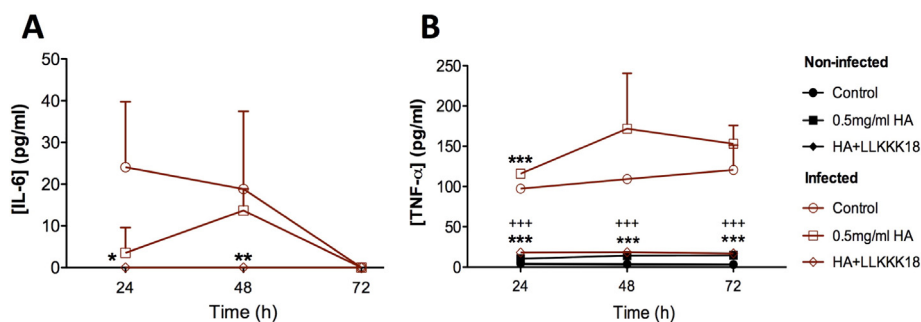 A
[IL-6] (pg/ml)
50
40
30
20
10
0
*
**
24
48
72
Time (h)
B
[TNF-α] (pg/ml)
250
200
150
100
50
0
***
+++
+++
+++
***
***
***
24
48
72
Time (h)
Non-infected
Control
0.5mg/ml HA
HA+LLKKK18
Infected
Control
0.5mg/ml HA
HA+LLKKK18